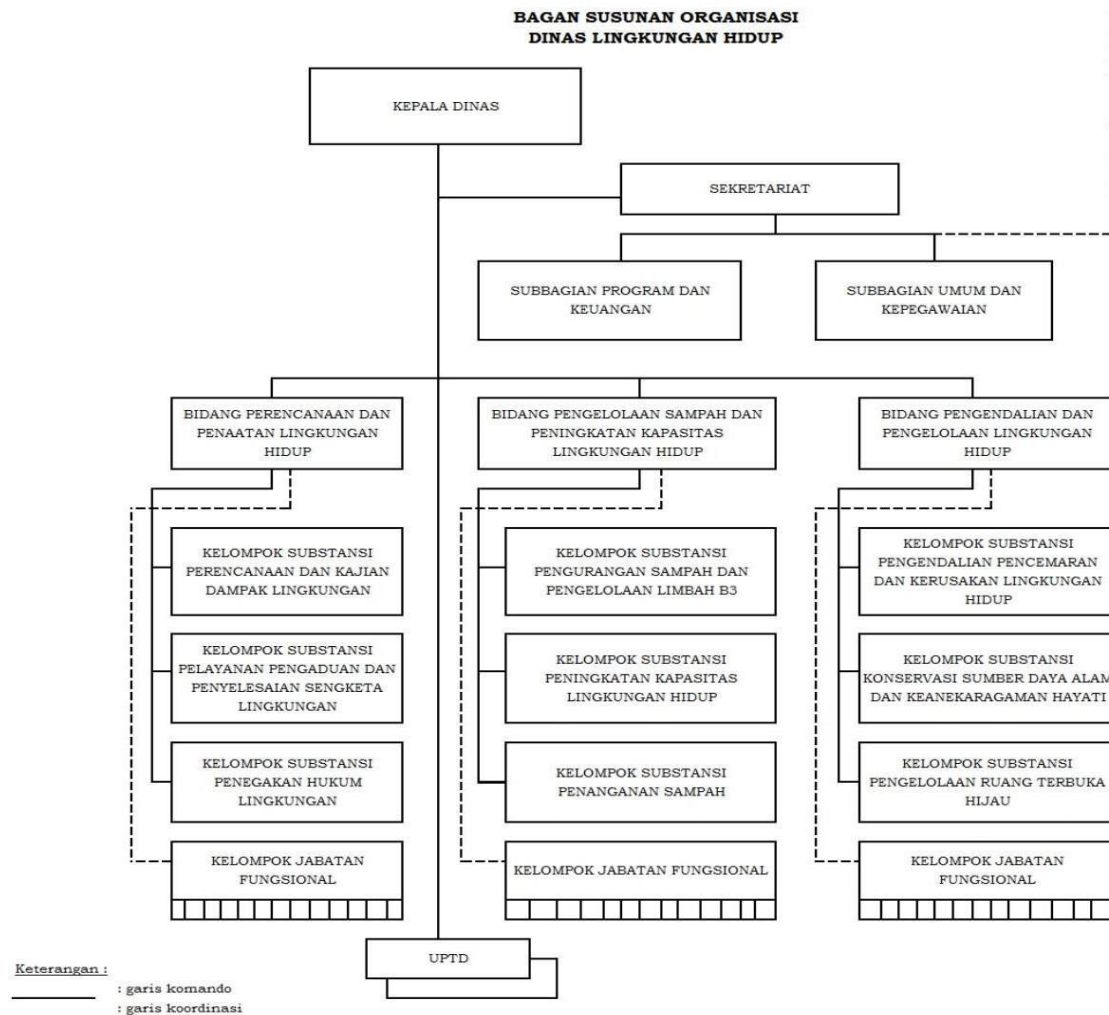 BAGAN SUSUNAN ORGANISASI
DINAS LINGKUNGAN HIDUP
KEPALA DINAS
SEKRETARIAT
SUBBAGIAN PROGRAM DAN
KEUANGAN
SUBBAGIAN UMUM DAN
KEPEGAWAIAN
BIDANG PERENCANAAN DAN
PENAATAN LINGKUNGAN
HIDUP
BIDANG PENGELOLAAN SAMPAH DAN
PENINGKATAN KAPASITAS
LINGKUNGAN HIDUP
BIDANG PENGENDALIAN DAN
PENGELOLAAN LINGKUNGAN
HIDUP
KELOMPOK SUBSTANSI
PERENCANAAN DAN KAJIAN
DAMPAK LINGKUNGAN
KELOMPOK SUBSTANSI
PENGURANGAN SAMPAH DAN
PENGELOLAAN LIMBAH B3
KELOMPOK SUBSTANSI
PENGENDALIAN PENCEMARAN
DAN KERUSAKAN LINGKUNGAN
HIDUP
KELOMPOK SUBSTANSI
PELAYANAN PENGADUAN DAN
PENYELESAIAN SENGKETA
LINGKUNGAN
KELOMPOK SUBSTANSI
PENINGKATAN KAPASITAS
LINGKUNGAN HIDUP
KELOMPOK SUBSTANSI
KONSERVASI SUMBER DAYA ALAM
DAN KEANEKARAGAMAN HAYATI
KELOMPOK SUBSTANSI
PENEGAKAN HUKUM
LINGKUNGAN
KELOMPOK SUBSTANSI
PENANGANAN SAMPAH
KELOMPOK SUBSTANSI
PENGELOLAAN RUANG TERBUKA
HIJAU
KELOMPOK JABATAN
FUNGSIONAL
KELOMPOK JABATAN FUNGSIONAL
KELOMPOK JABATAN
FUNGSIONAL
UPTD
Keterangan :
: garis komando
: garis koordinasi